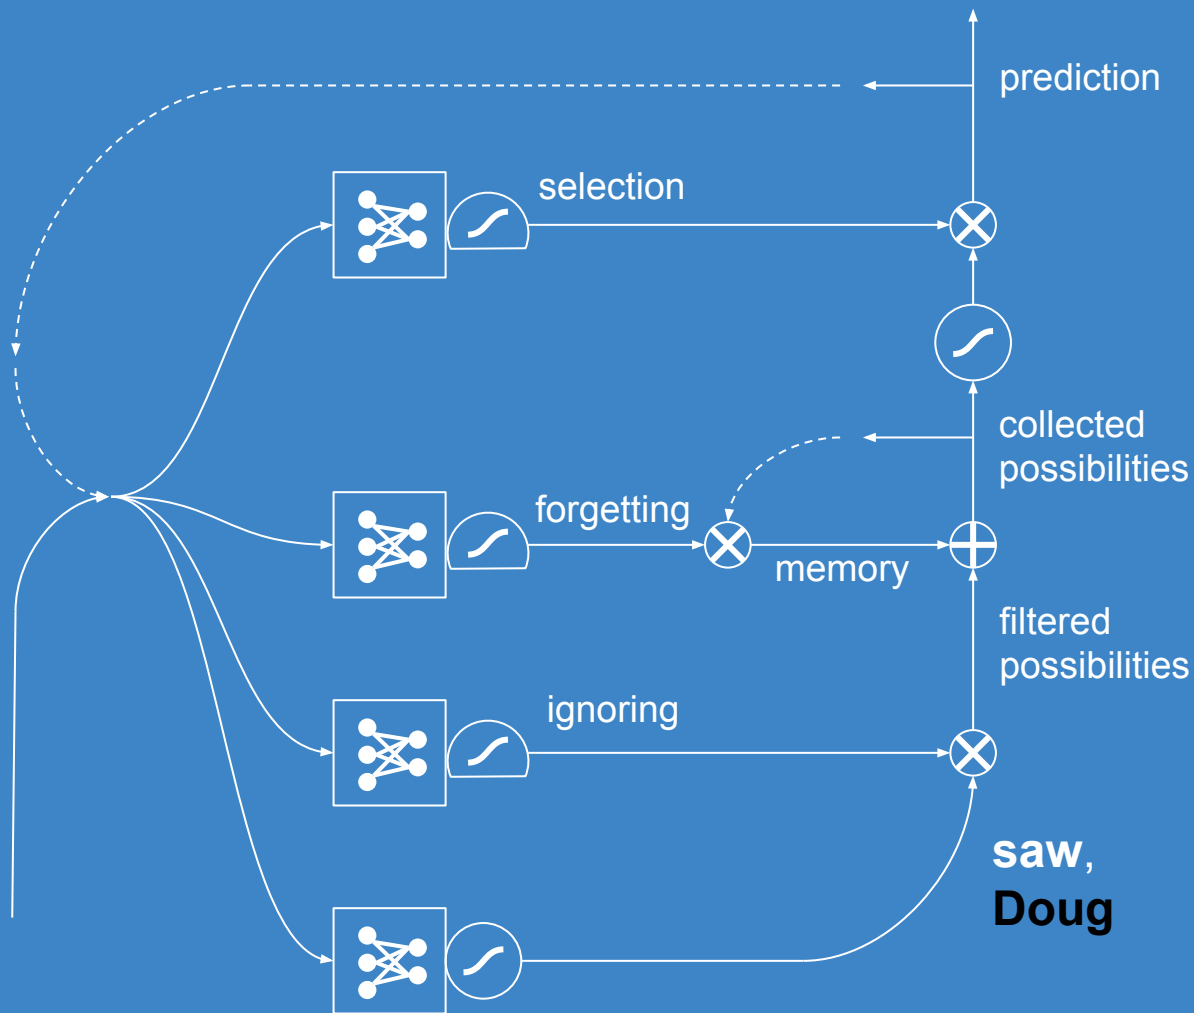 prediction
selection
collected
possibilities
forgetting
memory
filtered
possibilities
ignoring
saw,
Doug